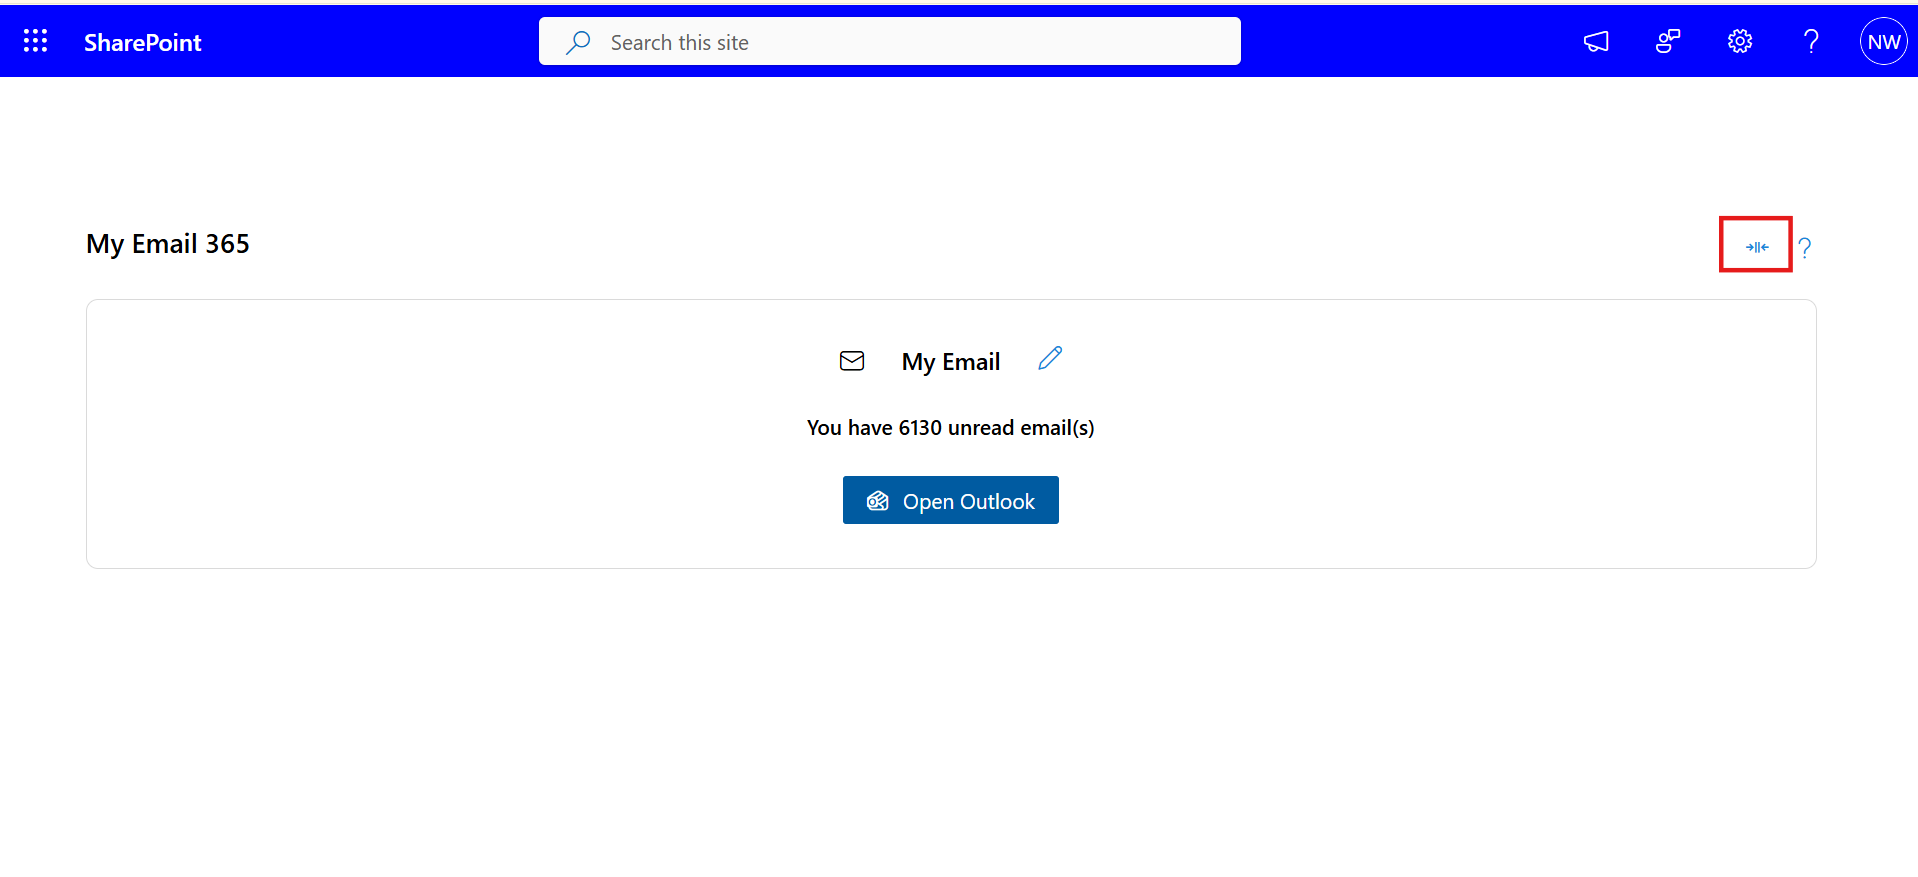 SharePoint
Search this site
NW
My Email 365
?
My Email
You have 6130 unread email(s)
Open Outlook